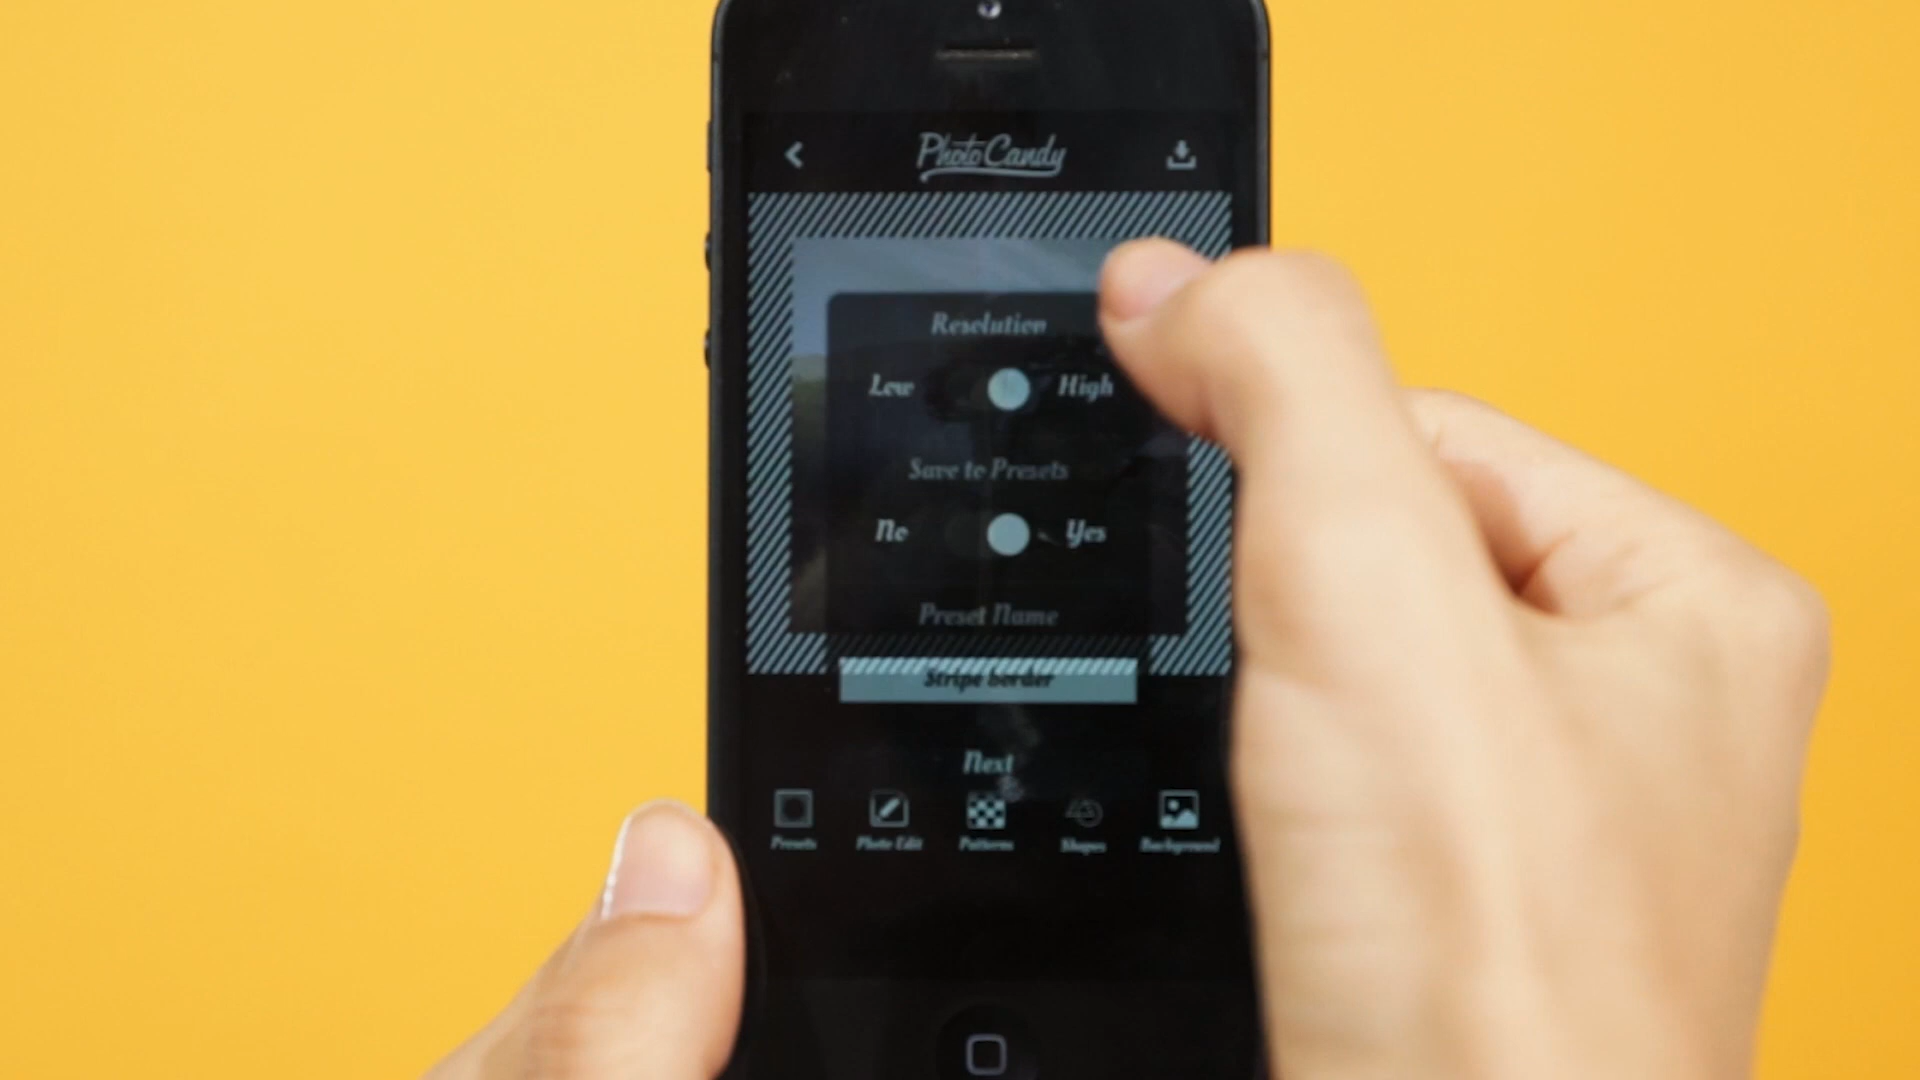 PhotoCandy
Resolution
Low High
Save to Presets
No Yes
Preset Name
Stripe border
Next
Presets Photo Edit Patterns Shapes Background